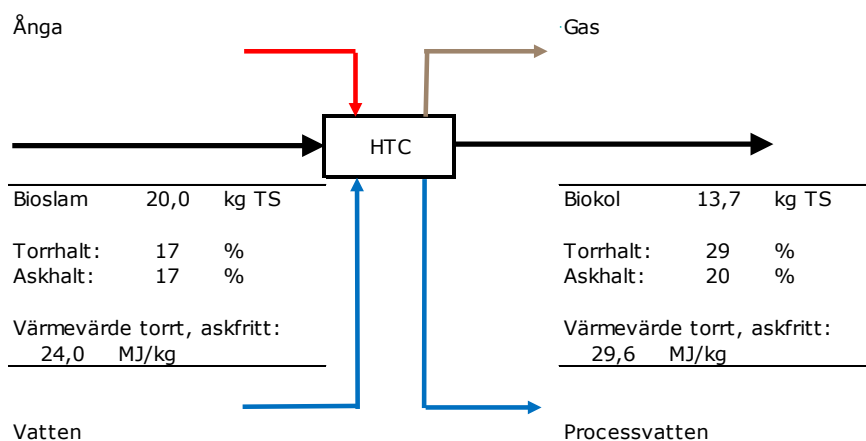 Ånga
Gas
HTC
Bioslam 20,0 kg TS
Torrhalt: 17 %
Askhalt: 17 %
Värmevärde torrt, askfritt:
24,0 MJ/kg
Biokol 13,7 kg TS
Torrhalt: 29 %
Askhalt: 20 %
Värmevärde torrt, askfritt:
29,6 MJ/kg
Vatten
Processvatten